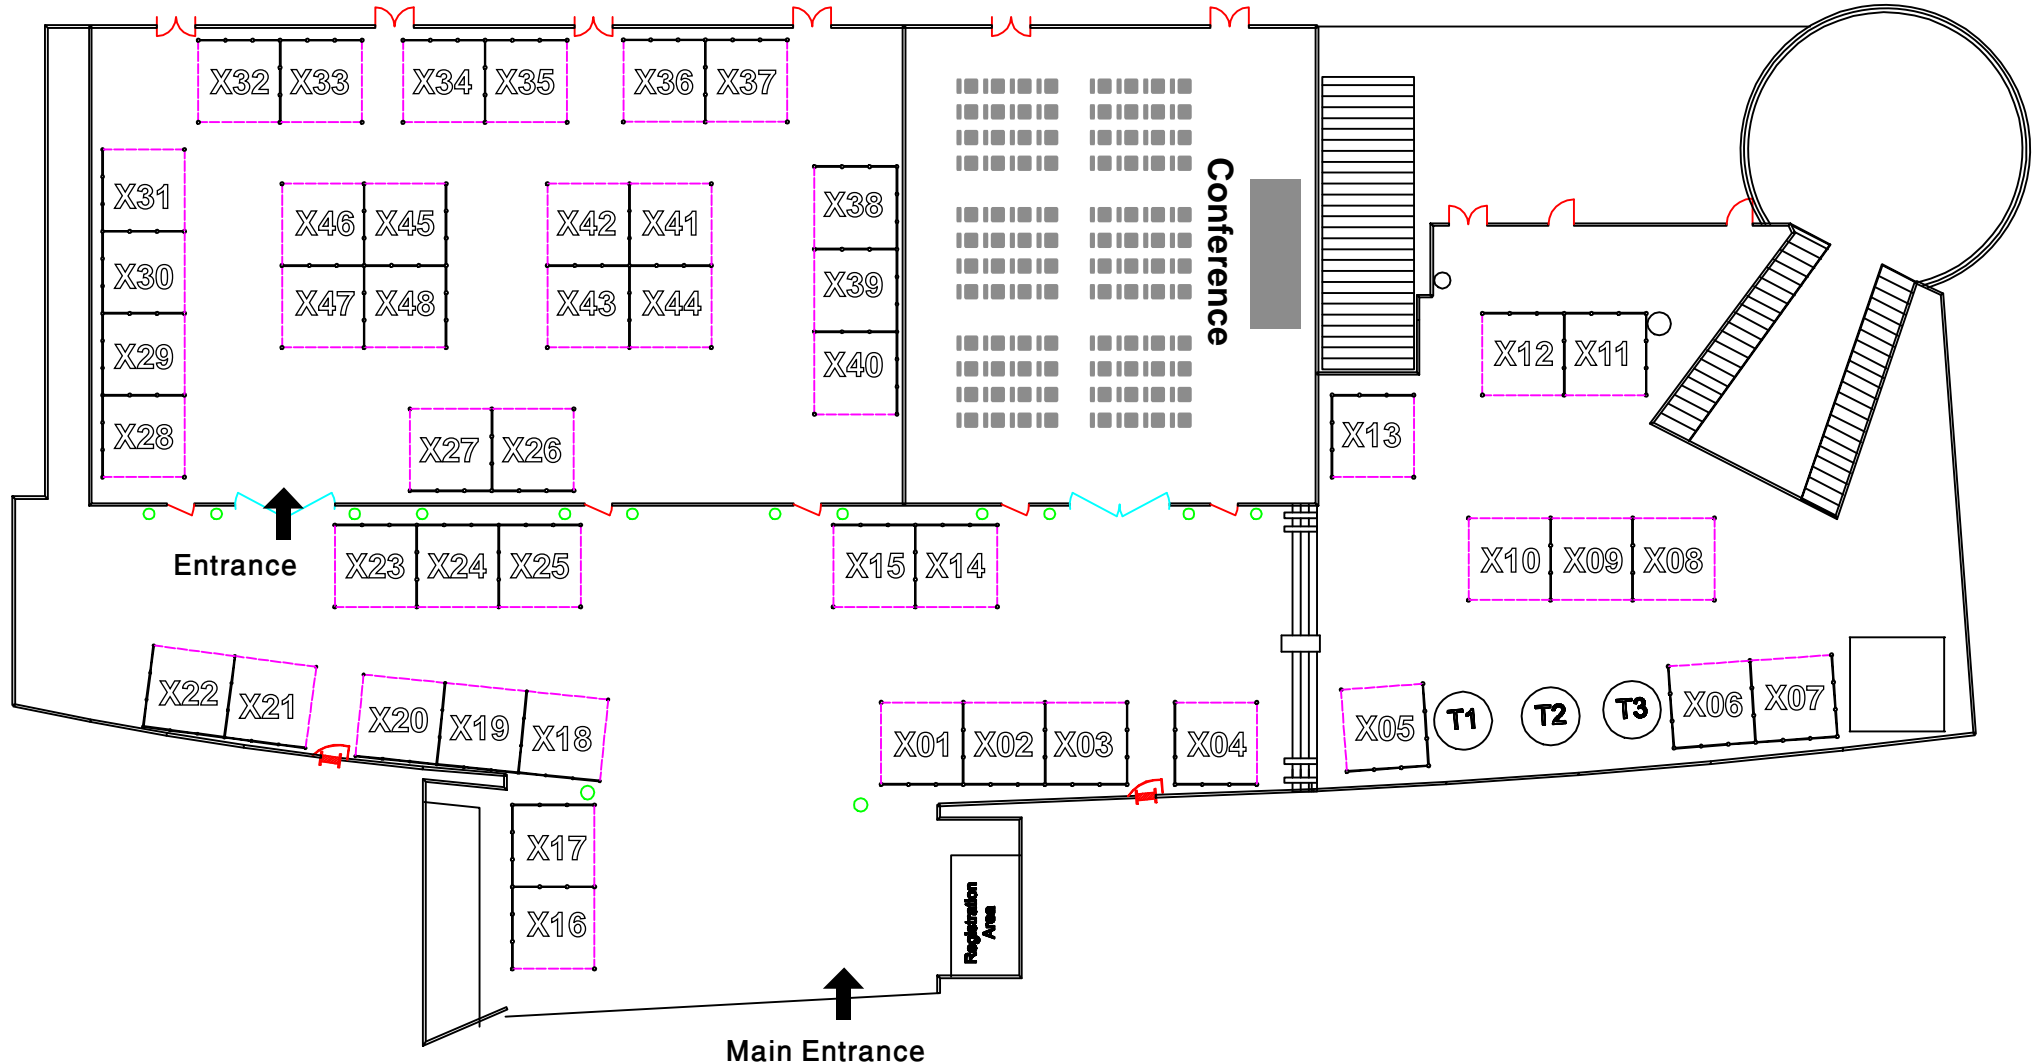 X32 X33 X34 X35 X36 X37
X31
X30
X29
X28
X46 X45
X47 X48
X42 X41
X43 X44
X38
X39
X40
X27 X26
Conference
X12 X11
X13
Entrance
X23 X24 X25
X15 X14
X10 X09 X08
X22 X21
X20 X19 X18
X01 X02 X03 X04
X05 T1 T2 T3 X06 X07
X17
X16
Registration
Area
Main Entrance